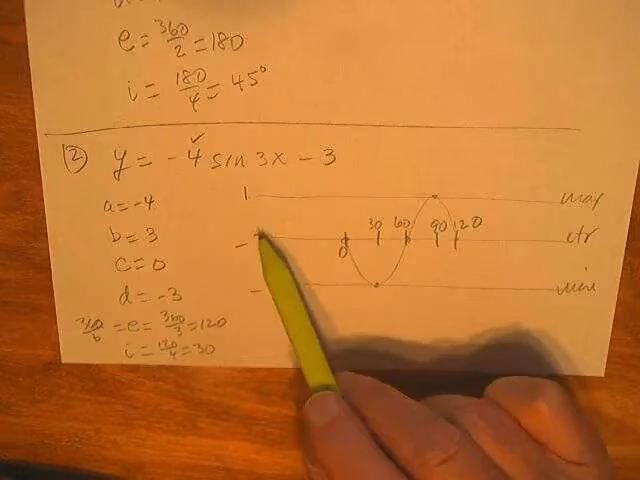 e = 360/2 = 180
i = 180/4 = 45°
② y = -4 sin 3x - 3
a = -4
b = 3
c = 0
d = -3
360/b = e = 360/3 = 120
i = 120/4 = 30
1 max
0 30 60 90 120
- ctr
- min